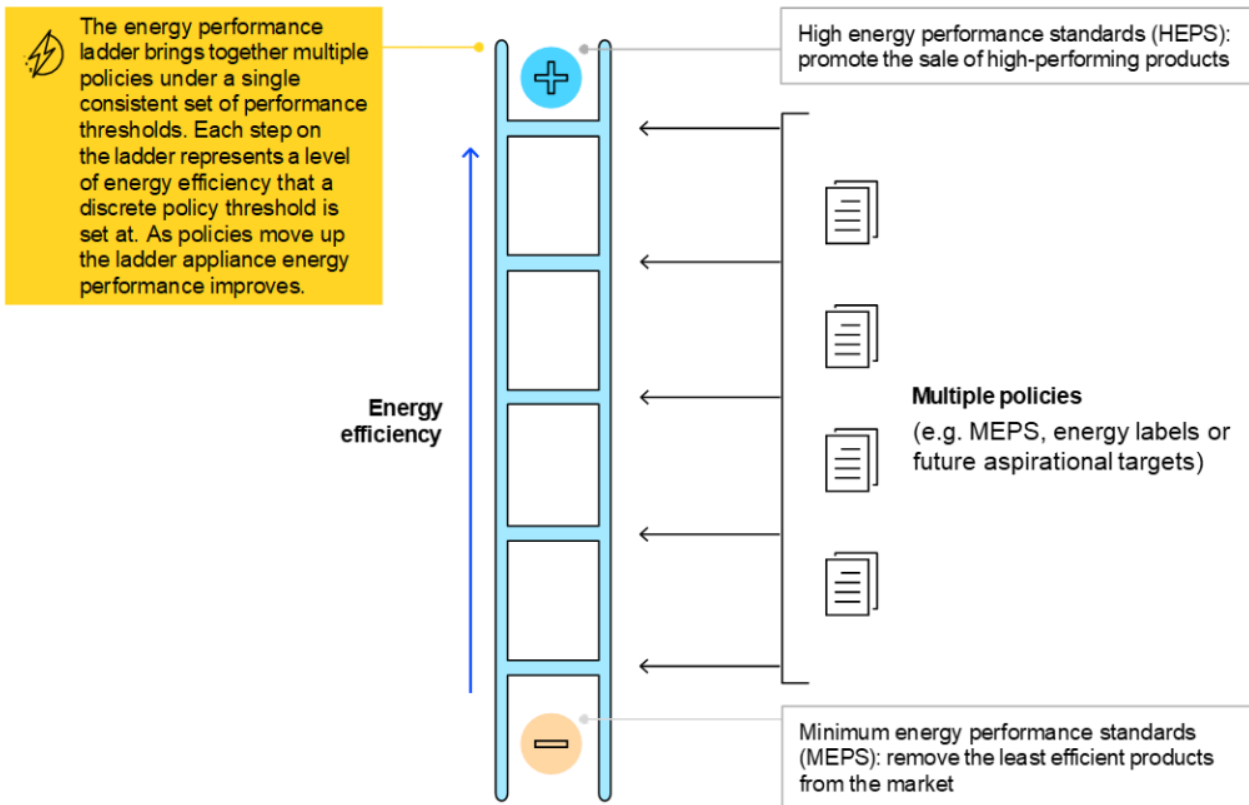 The energy performance
ladder brings together multiple
policies under a single
consistent set of performance
thresholds. Each step on
the ladder represents a level
of energy efficiency that a
discrete policy threshold is
set at. As policies move up
the ladder appliance energy
performance improves.
High energy performance standards (HEPS):
promote the sale of high-performing products
Energy
efficiency
Multiple policies
(e.g. MEPS, energy labels or
future aspirational targets)
Minimum energy performance standards
(MEPS): remove the least efficient products
from the market